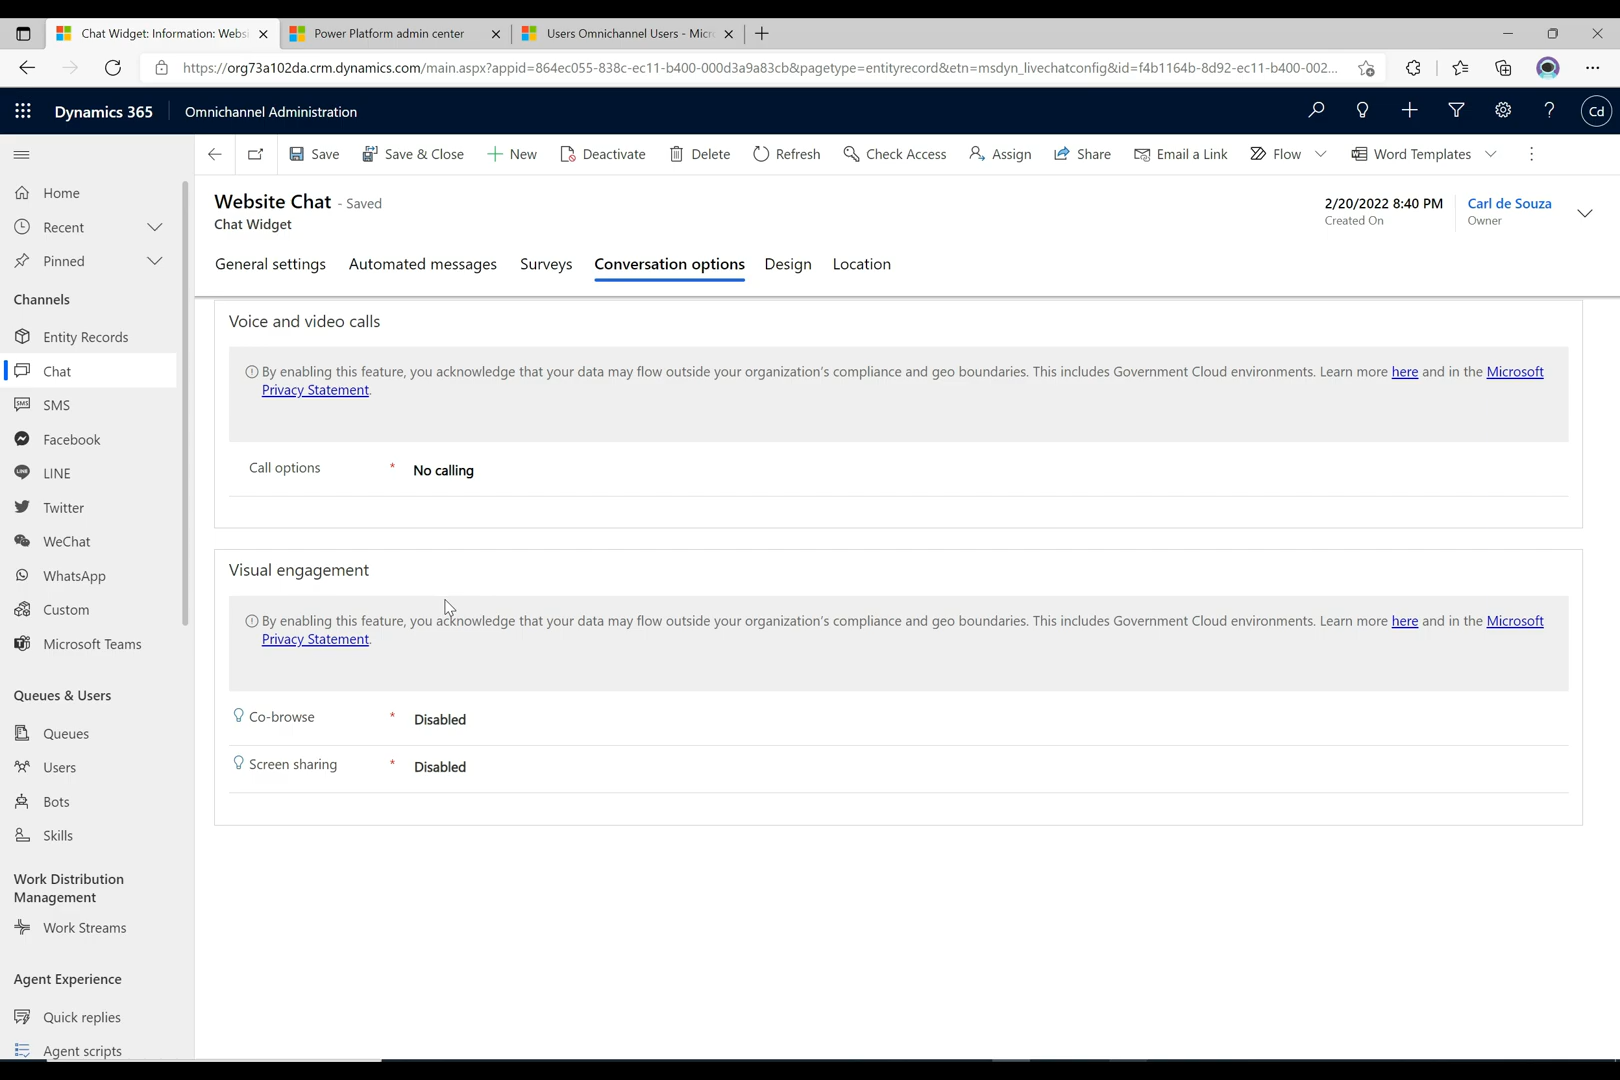 Chat Widget: Information: Websi
Power Platform admin center
Users Omnichannel Users - Micr
https://org73a102da.crm.dynamics.com/main.aspx?appid=864ec055-838c-ec11-b400-000d3a9a83cb&pagetype=entityrecord&etn=msdyn_livechatconfig&id=f4b1164b-8d92-ec11-b400-002...
Dynamics 365
Omnichannel Administration
Cd
Save
Save & Close
New
Deactivate
Delete
Refresh
Check Access
Assign
Share
Email a Link
Flow
Word Templates
Home
Recent
Pinned
Channels
Entity Records
Chat
SMS
Facebook
LINE
Twitter
WeChat
WhatsApp
Custom
Microsoft Teams
Queues & Users
Queues
Users
Bots
Skills
Work Distribution
Management
Work Streams
Agent Experience
Quick replies
Agent scripts
Website Chat - Saved
Chat Widget
2/20/2022 8:40 PM
Created On
Carl de Souza
Owner
General settings
Automated messages
Surveys
Conversation options
Design
Location
Voice and video calls
By enabling this feature, you acknowledge that your data may flow outside your organization's compliance and geo boundaries. This includes Government Cloud environments. Learn more here and in the Microsoft
Privacy Statement.
Call options * No calling
Visual engagement
By enabling this feature, you acknowledge that your data may flow outside your organization's compliance and geo boundaries. This includes Government Cloud environments. Learn more here and in the Microsoft
Privacy Statement.
Co-browse * Disabled
Screen sharing * Disabled